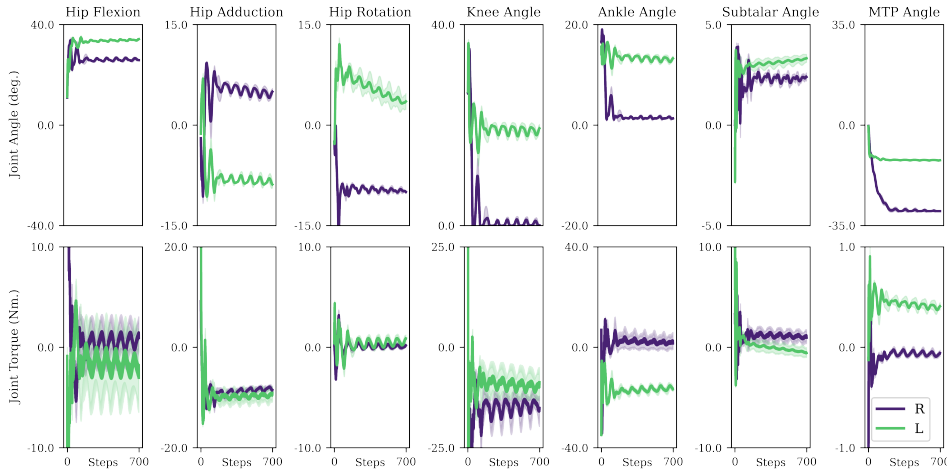 Hip Flexion Hip Adduction Hip Rotation Knee Angle Ankle Angle Subtalar Angle MTP Angle
Joint Angle (deg.)
40.0 15.0 15.0 20.0 5.0 35.0
0.0 0.0 0.0 0.0 0.0 0.0
-40.0 -15.0 -15.0 0.0 -20.0 -5.0 -35.0
Joint Torque (Nm.)
10.0 20.0 10.0 25.0 40.0 10.0 1.0
0.0 0.0 0.0 0.0 0.0 0.0 0.0
-10.0 -20.0 -10.0 -25.0 -40.0 -10.0 -1.0
R
L
0 Steps 700 0 Steps 700 0 Steps 700 0 Steps 700 0 Steps 700 0 Steps 700 0 Steps 700